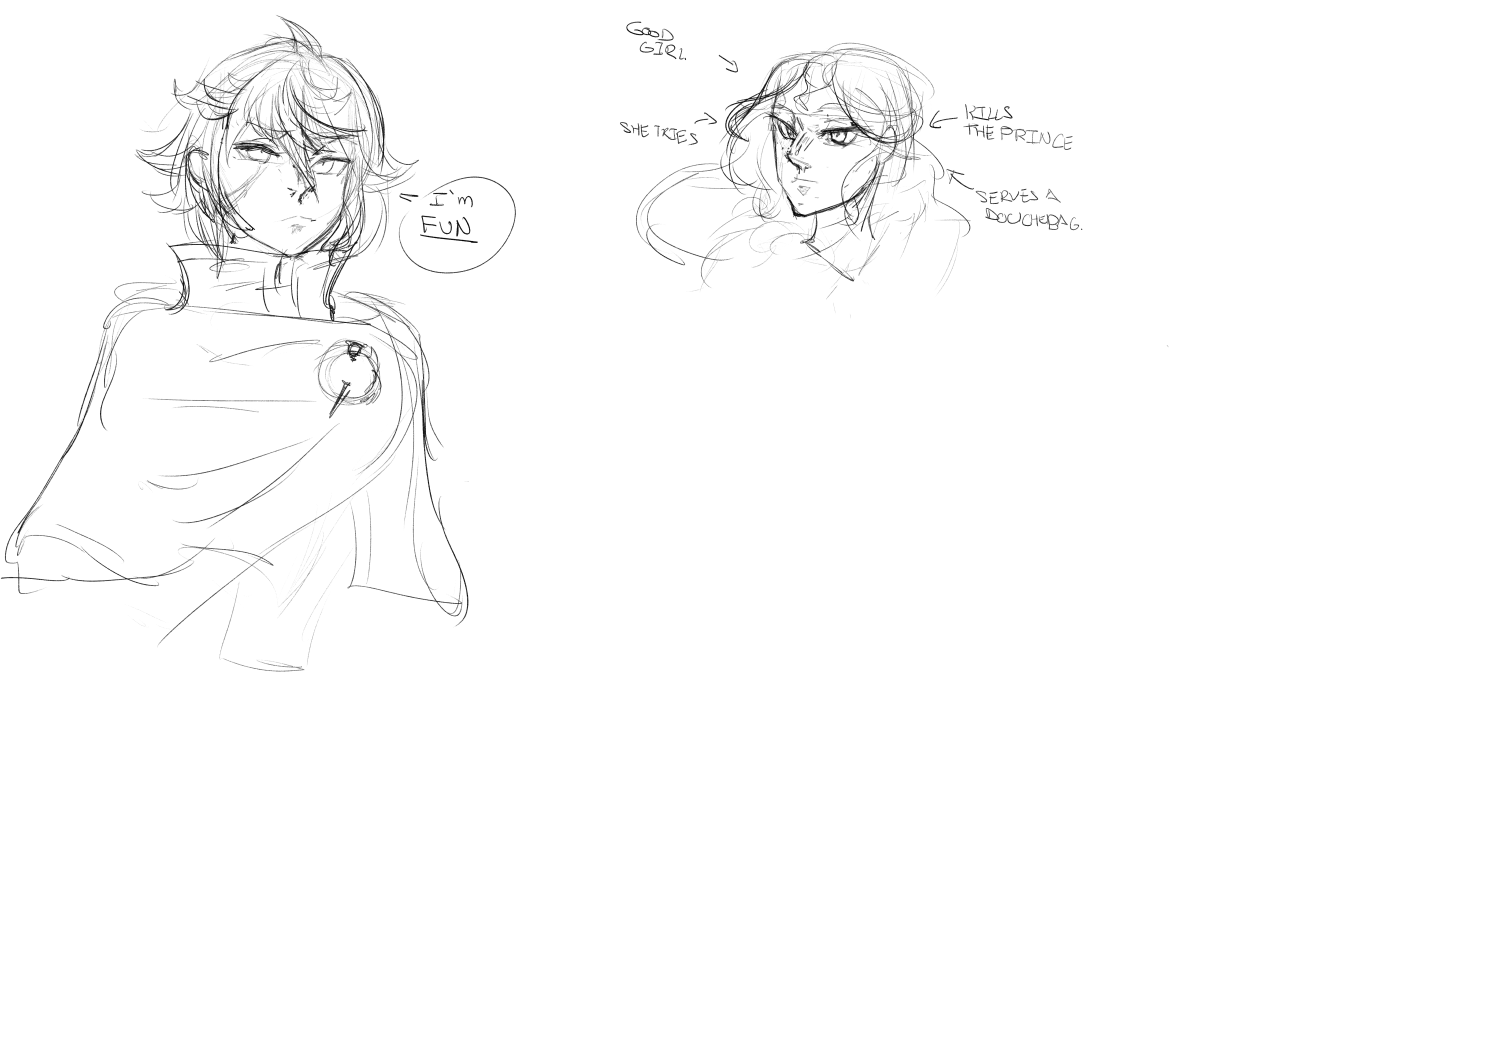 I'm
FUN
GOOD
GIRL.
SHE TRIES
KILLS
THE PRINCE
SERVES A
DOUCHEBAG.